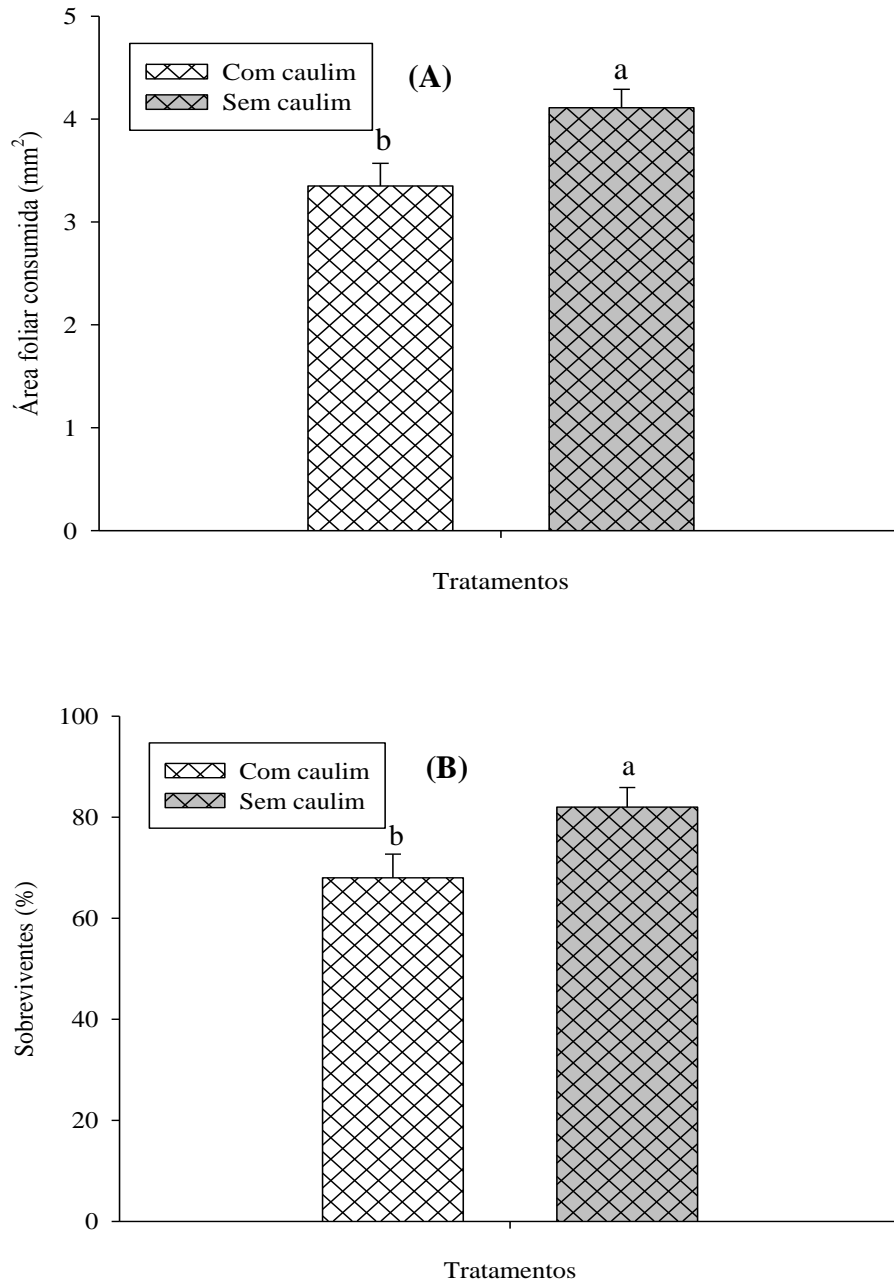 5
Com caulim
Sem caulim
(A)
a
b
4
3
2
1
0
Área foliar consumida (mm²)
Tratamentos
100
Com caulim
Sem caulim
(B)
a
b
80
60
40
20
0
Sobreviventes (%)
Tratamentos